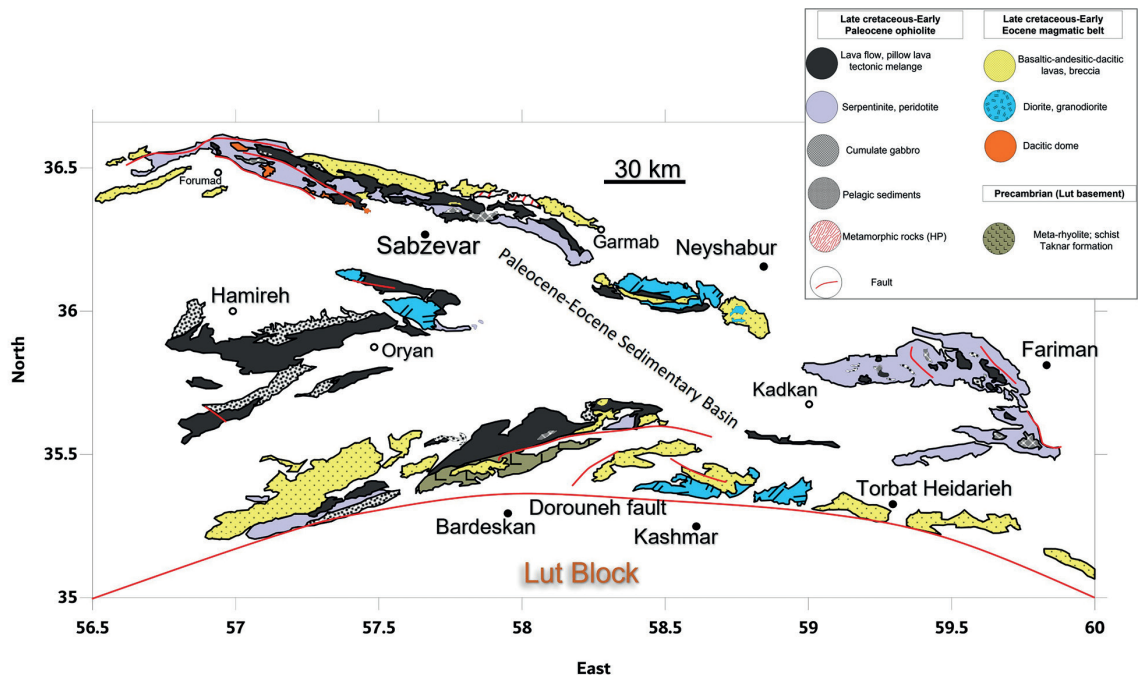 Late cretaceous-Early
Paleocene ophiolite
Late cretaceous-Early
Eocene magmatic belt
Lava flow, pillow lava
tectonic melange
Basaltic-andesitic-dacitic
lavas, breccia
Serpentinite, peridotite
Diorite, granodiorite
Cumulate gabbro
Dacitic dome
Pelagic sediments
Precambrian (Lut basement)
Metamorphic rocks (HP)
Meta-rhyolite; schist
Taknar formation
Fault
36.5
Forumad
30 km
Sabzevar
Garmab
Neyshabur
Hamireh
36
Oryan
Paleocene-Eocene Sedimentary Basin
Fariman
Kadkan
North
35.5
Torbat Heidarieh
Bardeskan
Dorouneh fault
Kashmar
Lut Block
35
56.5
57
57.5
58
58.5
59
59.5
60
East